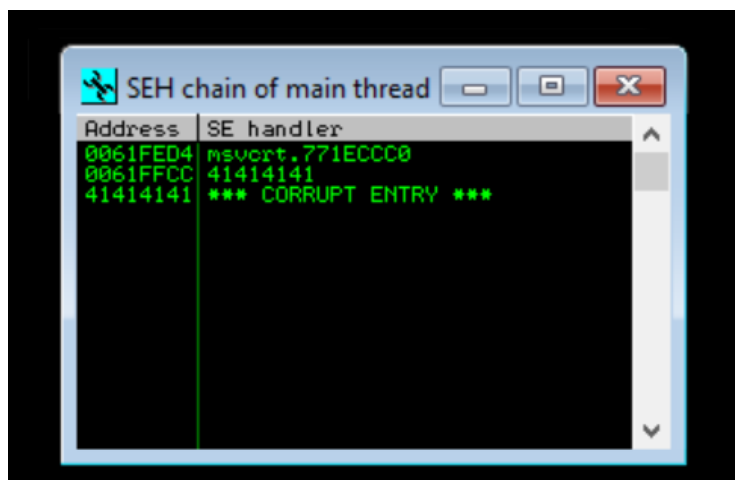 SEH chain of main thread
Address SE handler
0061FED4 msvcrt.771ECCC0
0061FFCC 41414141
41414141 *** CORRUPT ENTRY ***